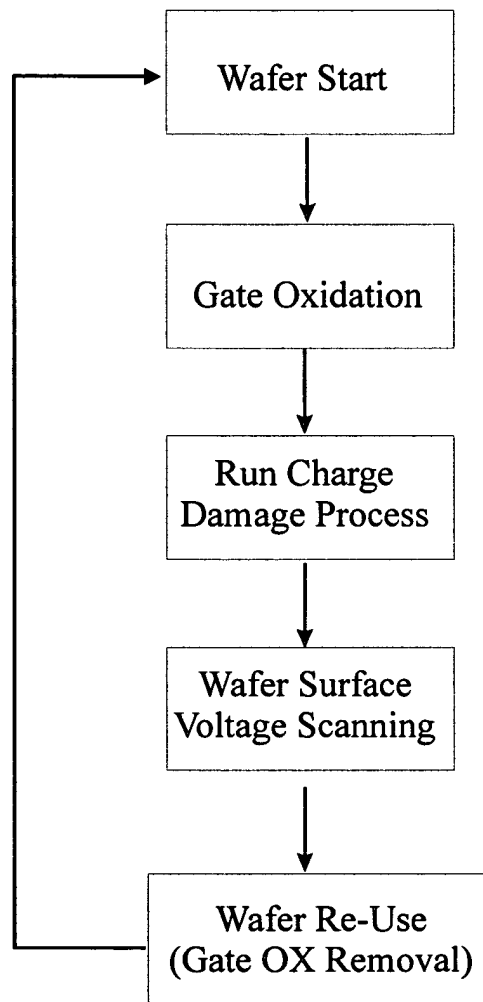 Wafer Start
Gate Oxidation
Run Charge
Damage Process
Wafer Surface
Voltage Scanning
Wafer Re-Use
(Gate OX Removal)